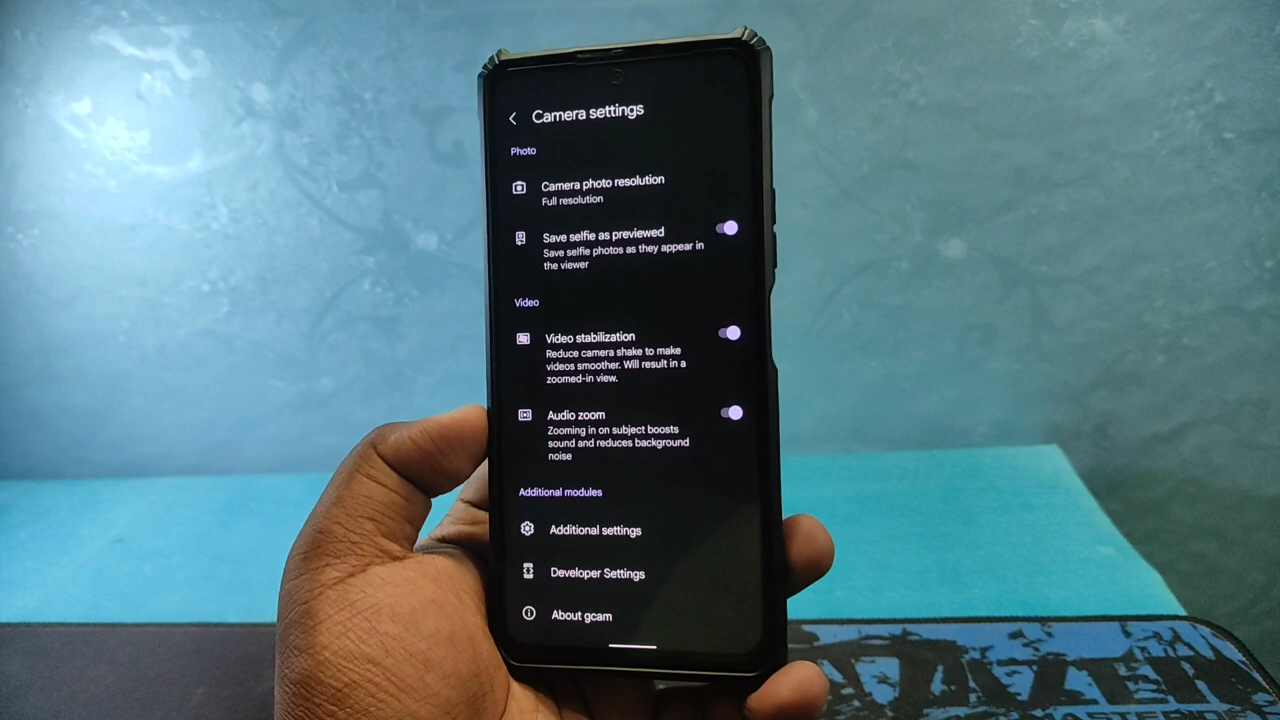 Camera settings
Photo
Camera photo resolution
Full resolution
Save selfie as previewed
Save selfie photos as they appear in
the viewer
Video
Video stabilization
Reduce camera shake to make
videos smoother. Will result in a
zoomed-in view.
Audio zoom
Zooming in on subject boosts
sound and reduces background
noise
Additional modules
Additional settings
Developer Settings
About gcam